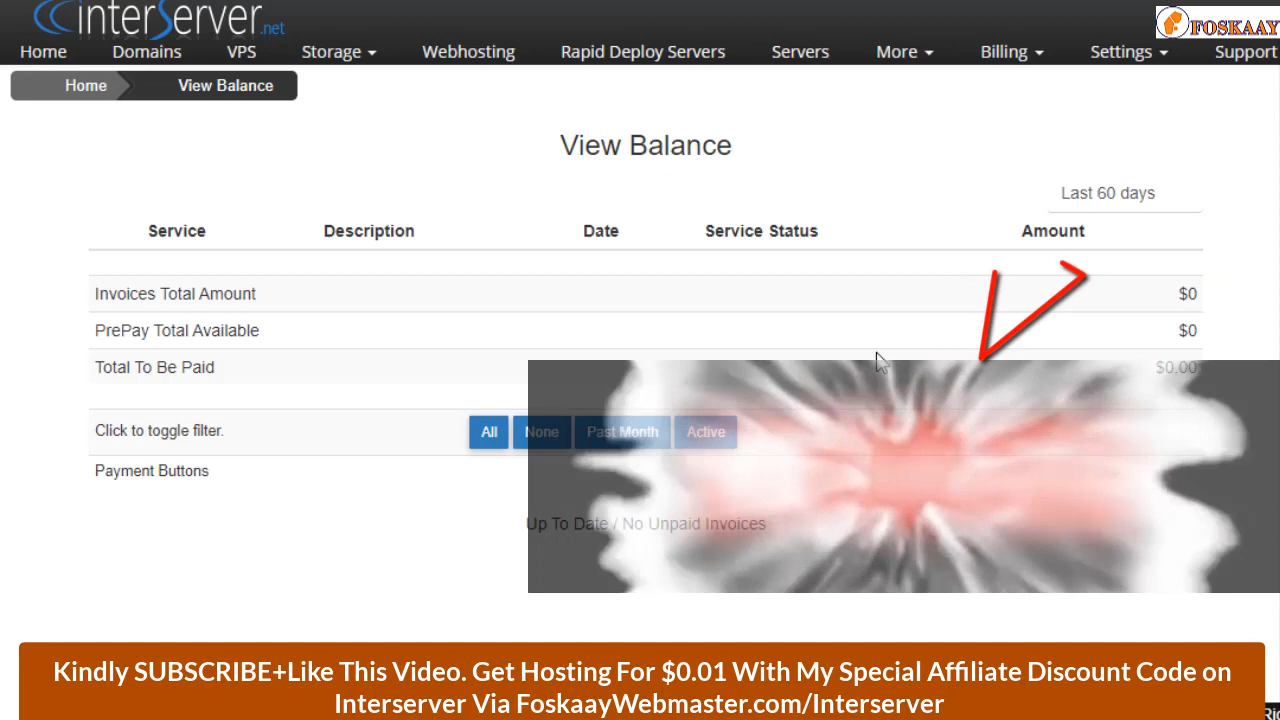 interServer.net
FOSKAAY
Home Domains VPS Storage Webhosting Rapid Deploy Servers Servers More Billing Settings Support
Home View Balance
View Balance
Last 60 days
Service Description Date Service Status Amount
Invoices Total Amount $0
PrePay Total Available $0
Total To Be Paid $0.00
Click to toggle filter. All None Past Month Active
Payment Buttons
Up To Date / No Unpaid Invoices
Kindly SUBSCRIBE+Like This Video. Get Hosting For $0.01 With My Special Affiliate Discount Code on
Interserver Via FoskaayWebmaster.com/Interserver